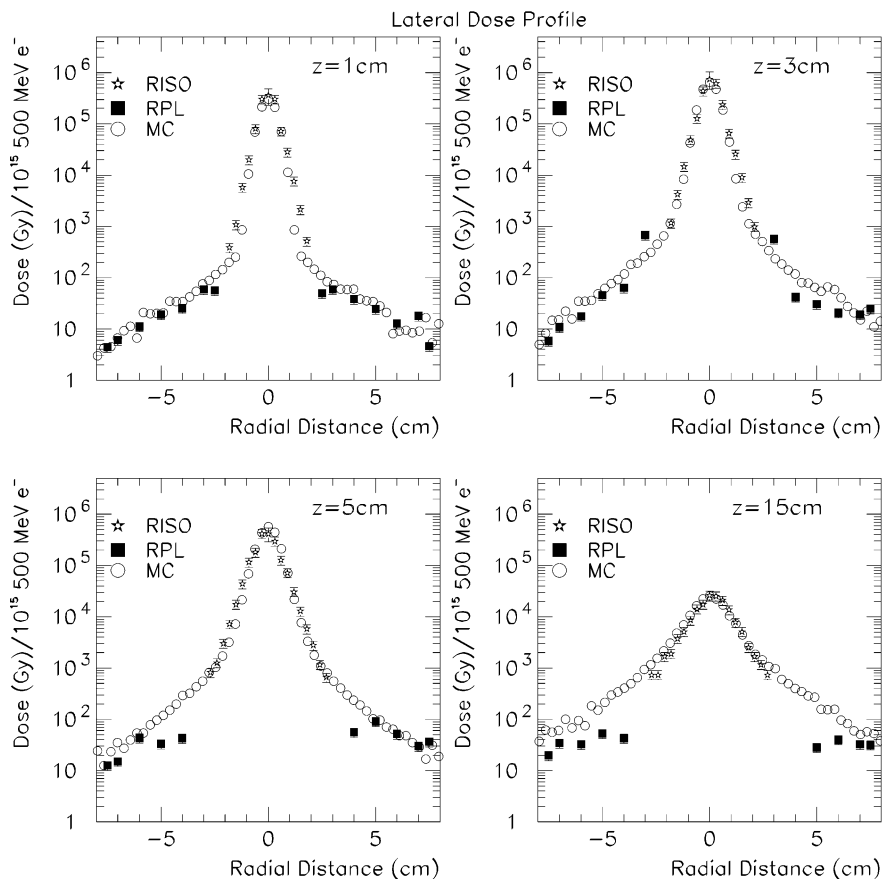 Lateral Dose Profile
Dose (Gy)/10¹⁵ 500 MeV e⁻
10⁶
10⁵
10⁴
10³
10²
10
1
z=1cm
RISO
RPL
MC
−5
0
5
Radial Distance (cm)
Dose (Gy)/10¹⁵ 500 MeV e⁻
10⁶
10⁵
10⁴
10³
10²
10
1
z=3cm
RISO
RPL
MC
−5
0
5
Radial Distance (cm)
Dose (Gy)/10¹⁵ 500 MeV e⁻
10⁶
10⁵
10⁴
10³
10²
10
1
z=5cm
RISO
RPL
MC
−5
0
5
Radial Distance (cm)
Dose (Gy)/10¹⁵ 500 MeV e⁻
10⁶
10⁵
10⁴
10³
10²
10
1
z=15cm
RISO
RPL
MC
−5
0
5
Radial Distance (cm)